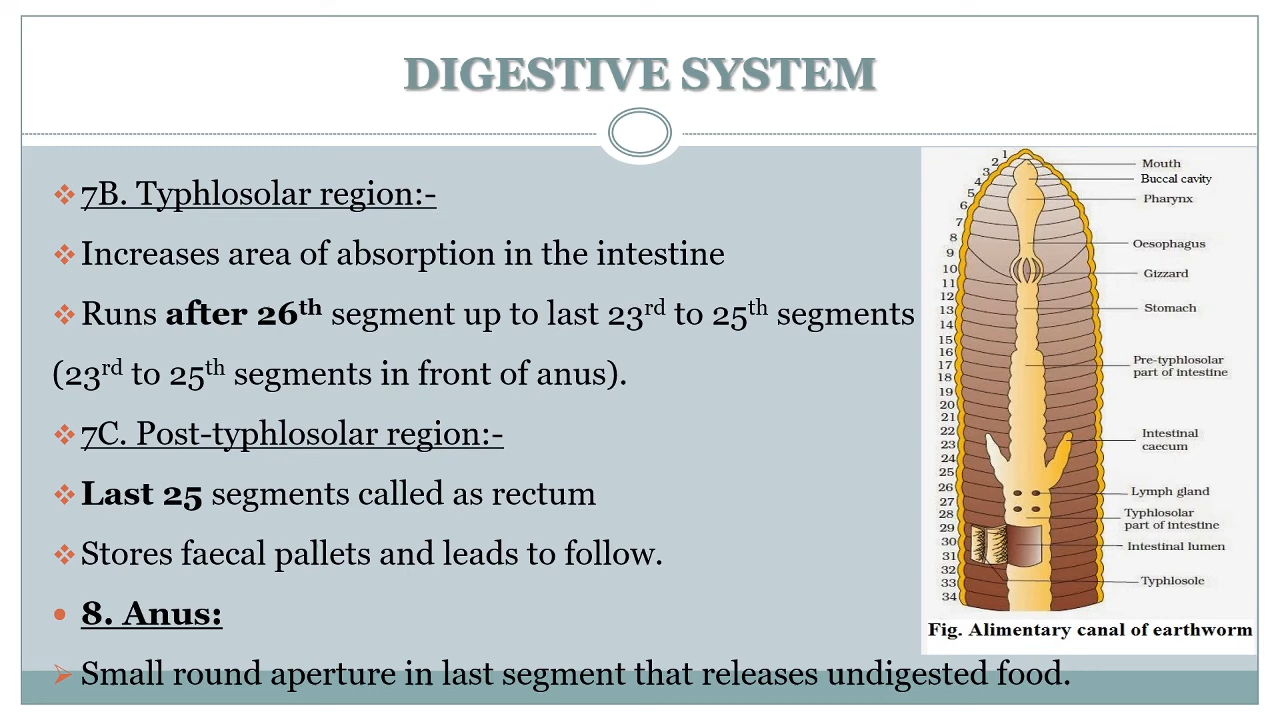 DIGESTIVE SYSTEM
7B. Typhlosolar region:-
Increases area of absorption in the intestine
Runs after 26th segment up to last 23rd to 25th segments
(23rd to 25th segments in front of anus).
7C. Post-typhlosolar region:-
Last 25 segments called as rectum
Stores faecal pallets and leads to follow.
8. Anus:
Small round aperture in last segment that releases undigested food.
1
2
3
4
5
6
7
8
9
10
11
12
13
14
15
16
17
18
19
20
21
22
23
24
25
26
27
28
29
30
31
32
33
34
Mouth
Buccal cavity
Pharynx
Oesophagus
Gizzard
Stomach
Pre-typhlosolar
part of intestine
Intestinal
caecum
Lymph gland
Typhlosolar
part of intestine
Intestinal lumen
Typhlosole
Fig. Alimentary canal of earthworm